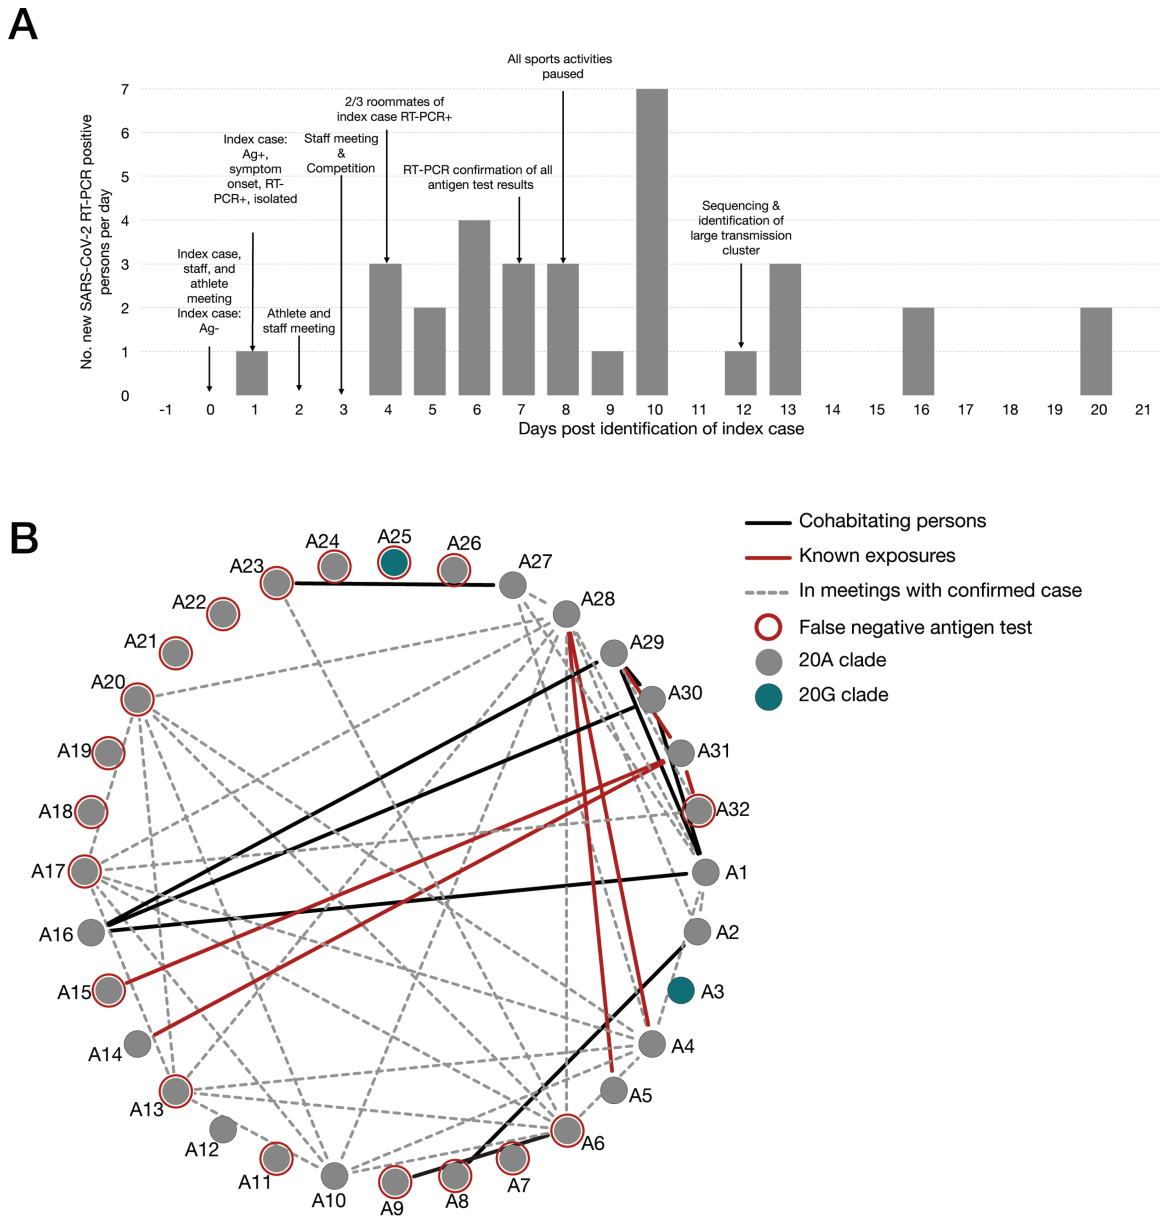 A
No. new SARS-CoV-2 RT-PCR positive
persons per day
7
6
5
4
3
2
1
0
Index case,
staff, and
athlete
meeting
Index case:
Ag-
Index case:
Ag+,
symptom
onset, RT-
PCR+, isolated
Athlete and
staff meeting
Staff meeting
&
Competition
2/3 roommates of
index case RT-PCR+
RT-PCR confirmation of all
antigen test results
All sports activities
paused
Sequencing &
identification of
large transmission
cluster
-1 0 1 2 3 4 5 6 7 8 9 10 11 12 13 14 15 16 17 18 19 20 21
Days post identification of index case
B
Cohabitating persons
Known exposures
In meetings with confirmed case
False negative antigen test
20A clade
20G clade
A1
A2
A3
A4
A5
A6
A7
A8
A9
A10
A11
A12
A13
A14
A15
A16
A17
A18
A19
A20
A21
A22
A23
A24
A25
A26
A27
A28
A29
A30
A31
A32